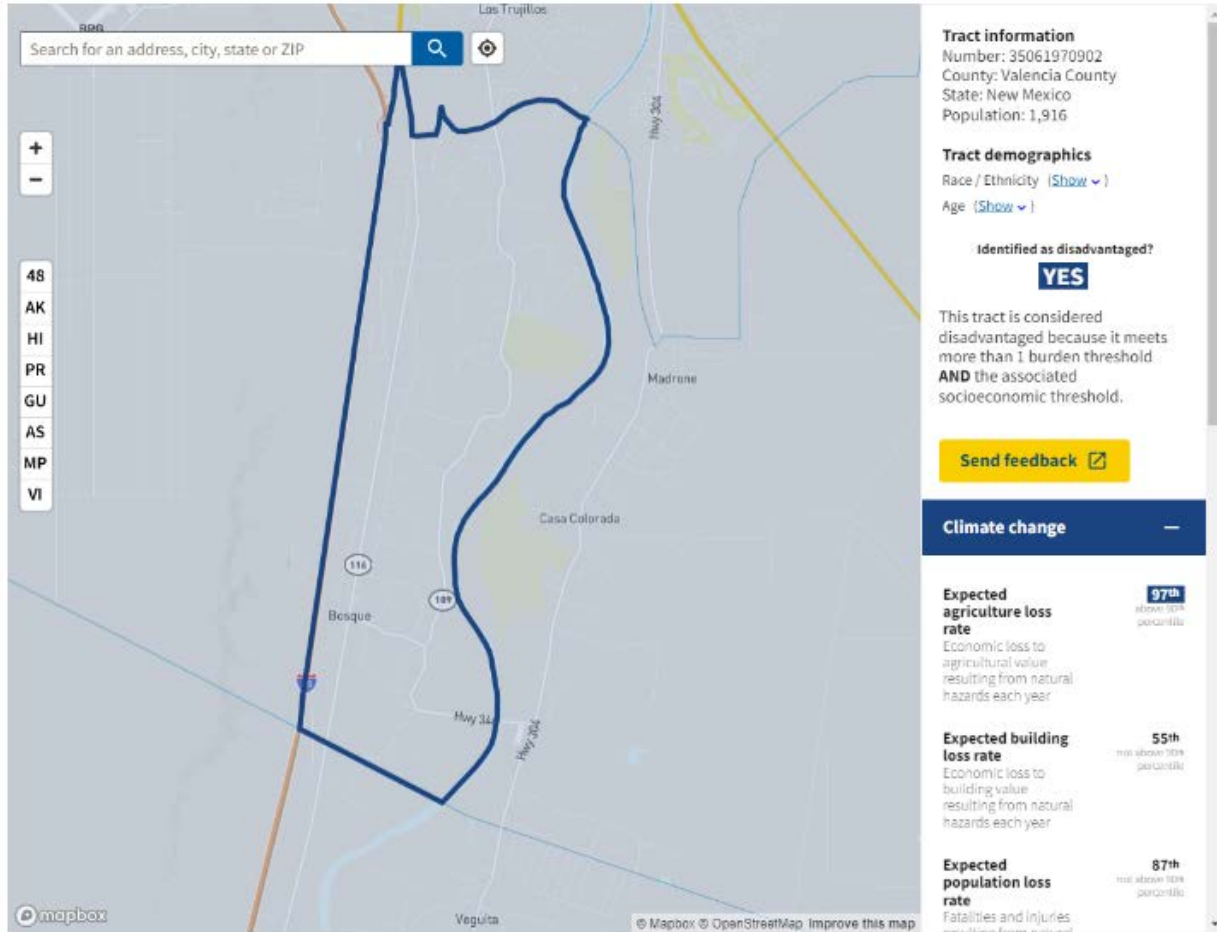 Los Trujillos
Search for an address, city, state or ZIP
Hwy 304
+
−
48
AK
HI
PR
GU
AS
MP
VI
Madrone
Casa Colorada
116
109
Bosque
Hwy 346
Hwy 304
Veguita
mapbox
© Mapbox © OpenStreetMap Improve this map
Tract information
Number: 35061970902
County: Valencia County
State: New Mexico
Population: 1,916
Tract demographics
Race / Ethnicity (Show )
Age (Show )
Identified as disadvantaged?
YES
This tract is considered
disadvantaged because it meets
more than 1 burden threshold
AND the associated
socioeconomic threshold.
Send feedback
Climate change −
Expected
agriculture loss
rate
97th
above 90th
percentile
Economic loss to
agricultural value
resulting from natural
hazards each year
Expected building
loss rate
55th
not above 90th
percentile
Economic loss to
building value
resulting from natural
hazards each year
Expected
population loss
rate
87th
not above 90th
percentile
Fatalities and injuries
resulting from natural